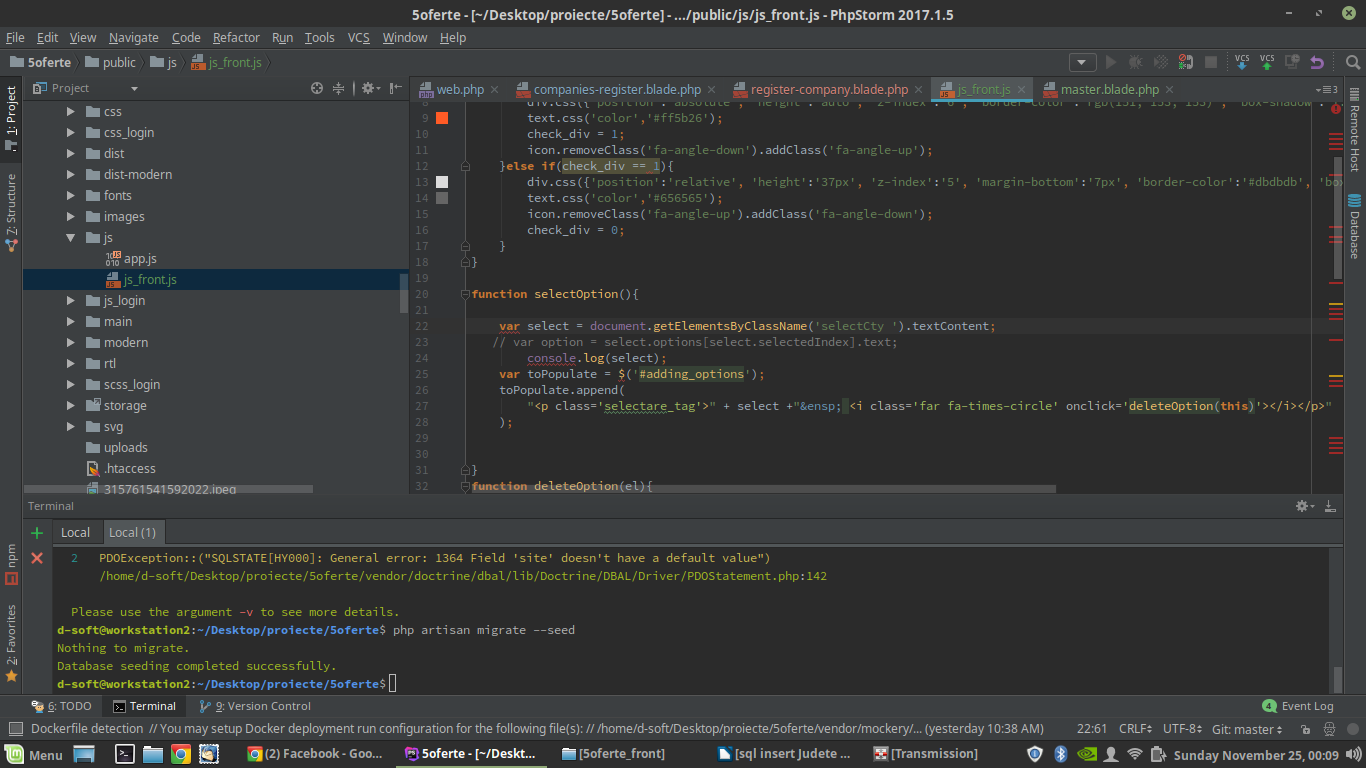 5oferte - [~/Desktop/proiecte/5oferte] - .../public/js/js_front.js - PhpStorm 2017.1.5
File Edit View Navigate Code Refactor Run Tools VCS Window Help
5oferte public js js_front.js
VCS VCS
Project
web.php companies-register.blade.php register-company.blade.php js_front.js master.blade.php
3
1: Project
7: Structure
npm
2: Favorites
Remote Host
Database
css
css_login
dist
dist-modern
fonts
images
js
app.js
js_front.js
js_login
main
modern
rtl
scss_login
storage
svg
uploads
.htaccess
315761541592022.jpeg
8 div.css({'position':'absolute', 'height':'auto', 'z-index':'6', 'border-color':'rgb(151, 153, 155)', 'box-shadow'
9 text.css('color','#ff5b26');
10 check_div = 1;
11 icon.removeClass('fa-angle-down').addClass('fa-angle-up');
12 }else if(check_div == 1){
13 div.css({'position':'relative', 'height':'37px', 'z-index':'5', 'margin-bottom':'7px', 'border-color':'#dbdbdb', 'bo
14 text.css('color','#656565');
15 icon.removeClass('fa-angle-up').addClass('fa-angle-down');
16 check_div = 0;
17 }
18 }
19
20 function selectOption(){
21
22 var select = document.getElementsByClassName('selectCty ').textContent;
23 // var option = select.options[select.selectedIndex].text;
24 console.log(select);
25 var toPopulate = $('#adding_options');
26 toPopulate.append(
27 "<p class='selectare_tag'>" + select +"&ensp; <i class='far fa-times-circle' onclick='deleteOption(this)'></i></p>"
28 );
29
30
31 }
32 function deleteOption(el){
Terminal
Local Local (1)
2 PDOException::("SQLSTATE[HY000]: General error: 1364 Field 'site' doesn't have a default value")
/home/d-soft/Desktop/proiecte/5oferte/vendor/doctrine/dbal/lib/Doctrine/DBAL/Driver/PDOStatement.php:142
Please use the argument -v to see more details.
d-soft@workstation2:~/Desktop/proiecte/5oferte$ php artisan migrate --seed
Nothing to migrate.
Database seeding completed successfully.
d-soft@workstation2:~/Desktop/proiecte/5oferte$
6: TODO Terminal 9: Version Control 4 Event Log
Dockerfile detection // You may setup Docker deployment run configuration for the following file(s): // /home/d-soft/Desktop/proiecte/5oferte/vendor/mockery/... (yesterday 10:38 AM) 22:61 CRLF UTF-8 Git: master
Menu (2) Facebook - Goo... 5oferte - [~/Deskt... [5oferte_front] [sql insert Judete ... [Transmission] Sunday November 25, 00:09